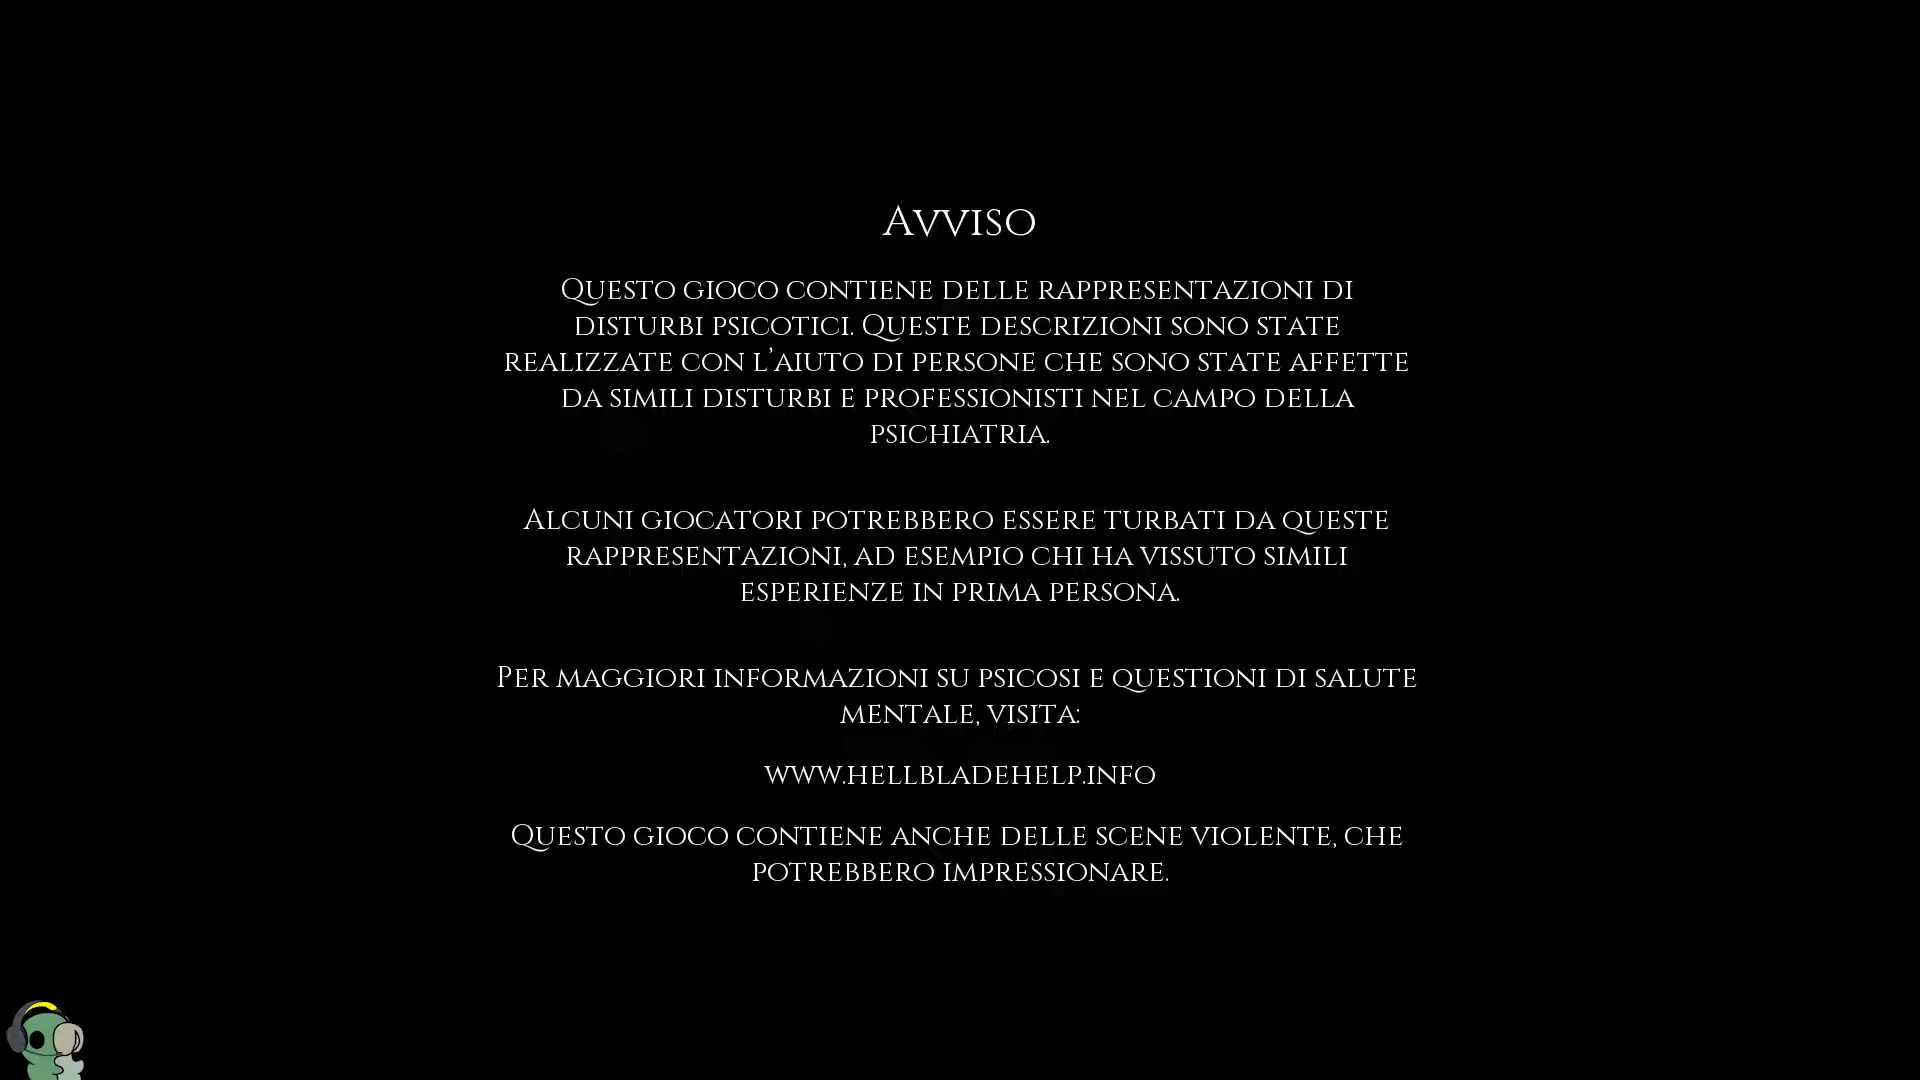 Avviso
Questo gioco contiene delle rappresentazioni di
disturbi psicotici. Queste descrizioni sono state
realizzate con l'aiuto di persone che sono state affette
da simili disturbi e professionisti nel campo della
psichiatria.
Alcuni giocatori potrebbero essere turbati da queste
rappresentazioni, ad esempio chi ha vissuto simili
esperienze in prima persona.
Per maggiori informazioni su psicosi e questioni di salute
mentale, visita:
www.hellbladehelp.info
Questo gioco contiene anche delle scene violente, che
potrebbero impressionare.